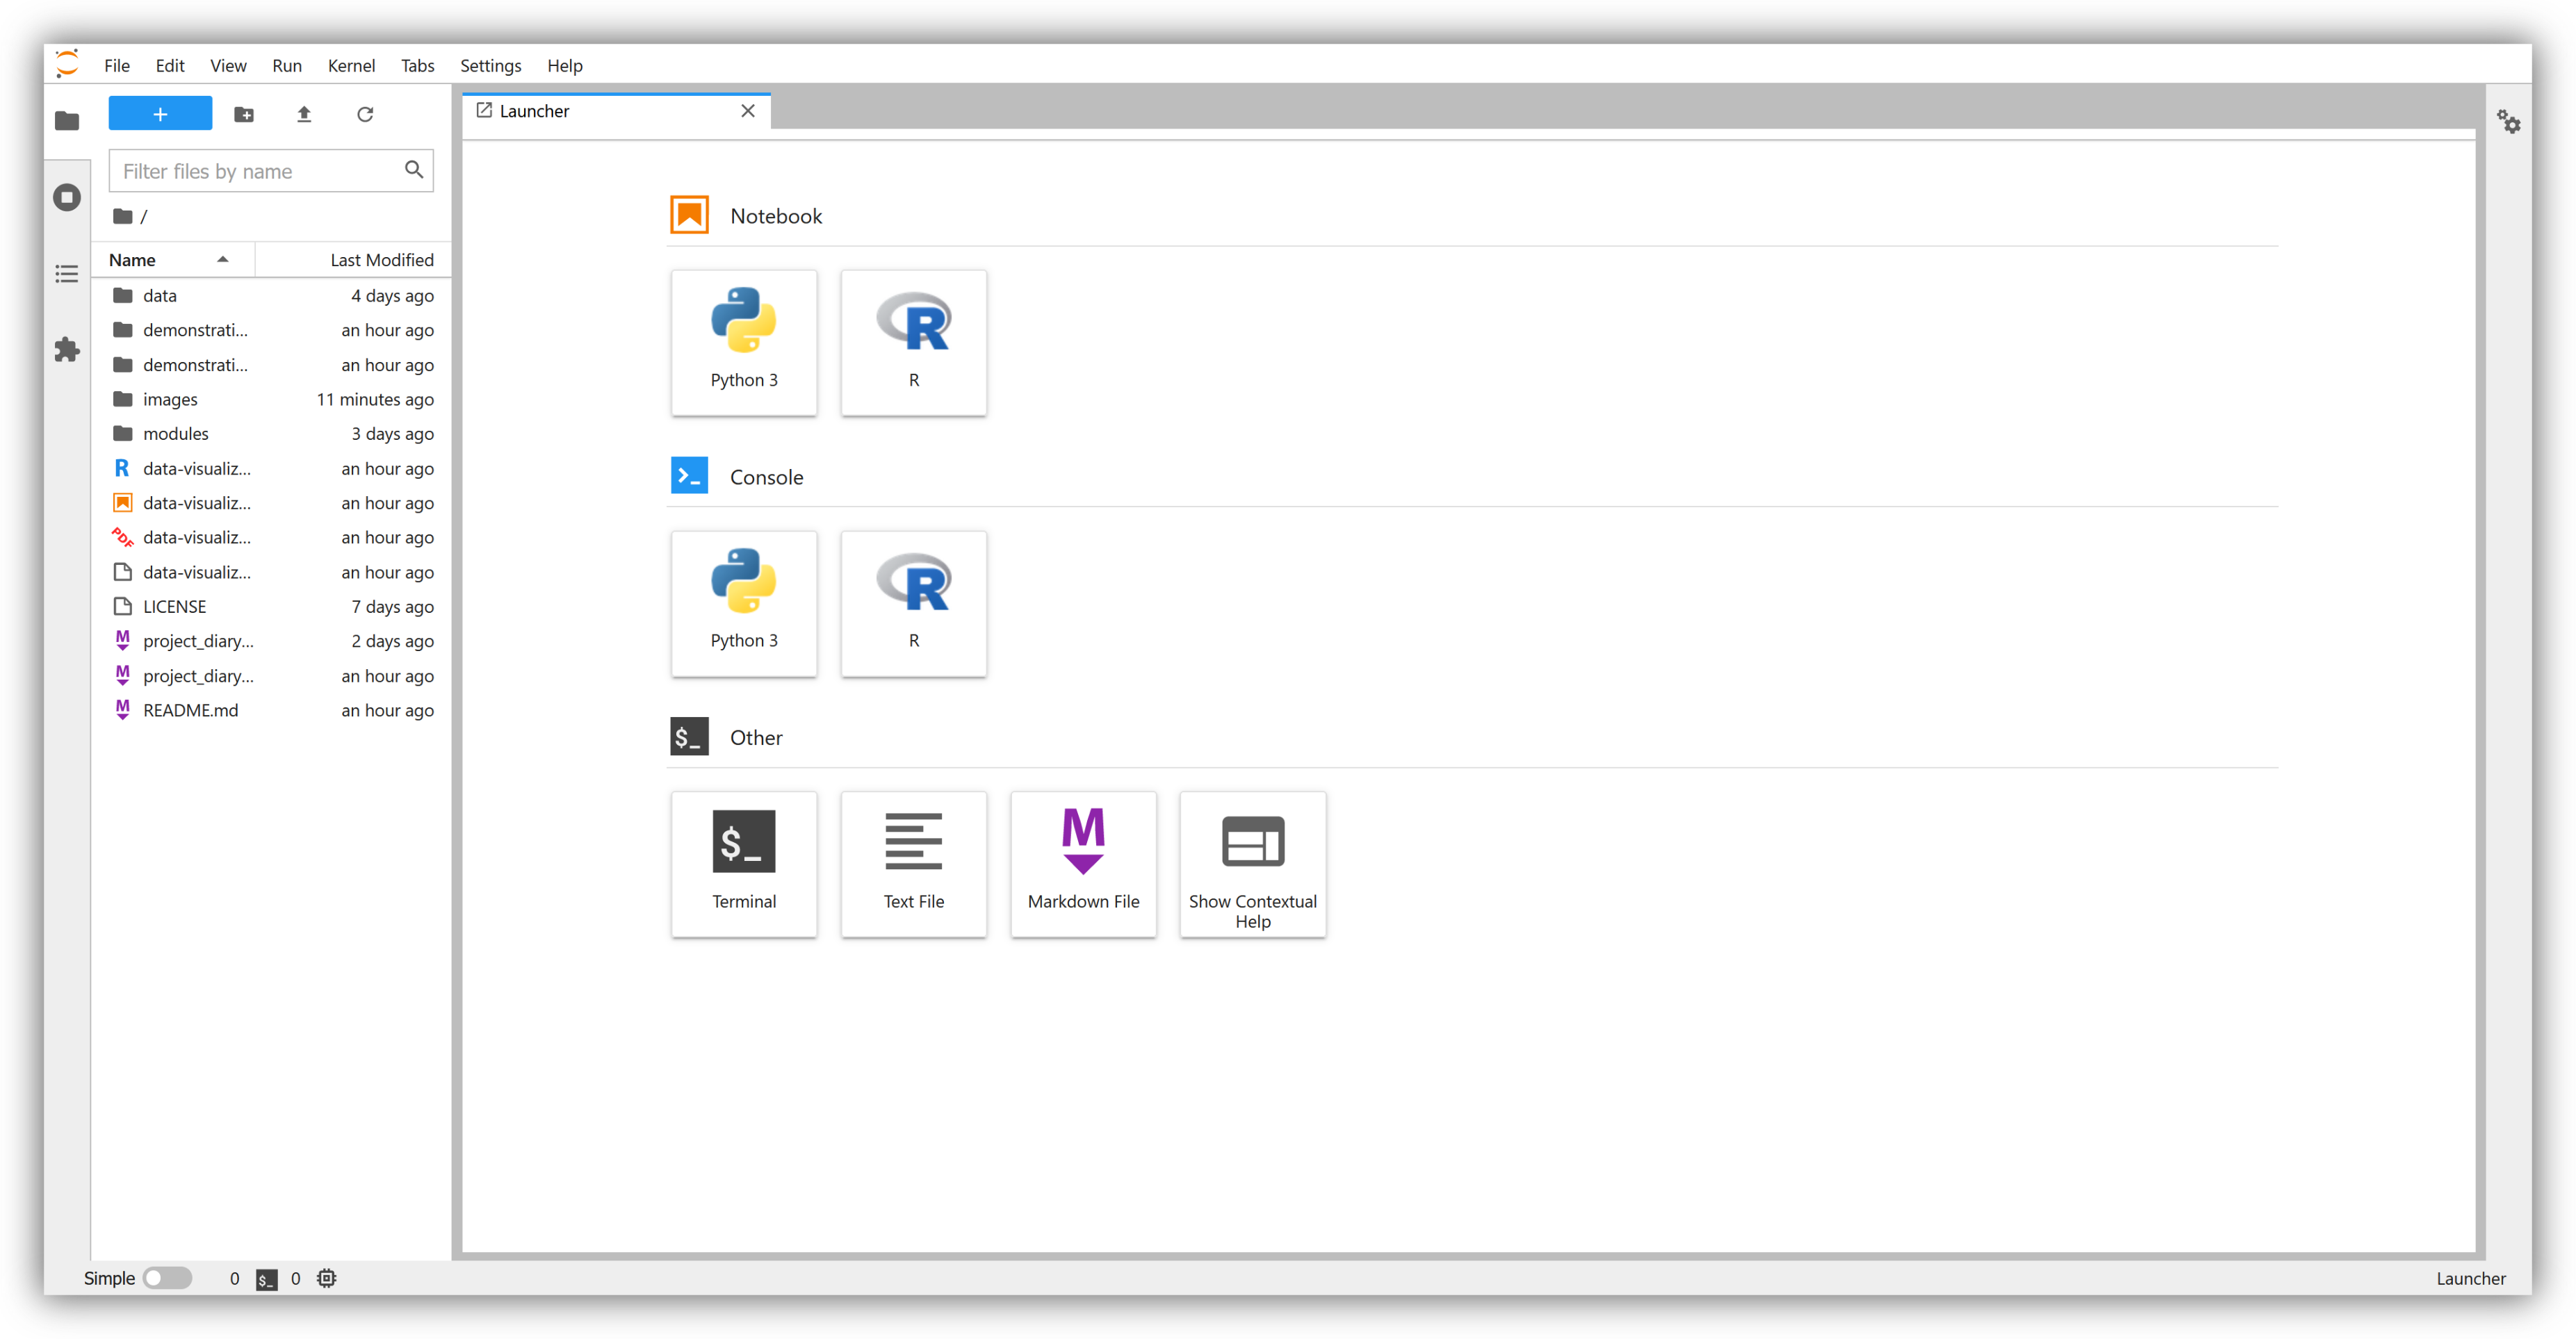 File Edit View Run Kernel Tabs Settings Help
+
Launcher
Filter files by name
/
Name Last Modified
data 4 days ago
demonstrati... an hour ago
demonstrati... an hour ago
images 11 minutes ago
modules 3 days ago
R data-visualiz... an hour ago
data-visualiz... an hour ago
PDF data-visualiz... an hour ago
data-visualiz... an hour ago
LICENSE 7 days ago
M project_diary... 2 days ago
M project_diary... an hour ago
M README.md an hour ago
Notebook
Python 3
R
R
>_ Console
Python 3
R
R
$_ Other
$_
Terminal
Text File
M
Markdown File
Show Contextual
Help
Simple 0 $_ 0
Launcher